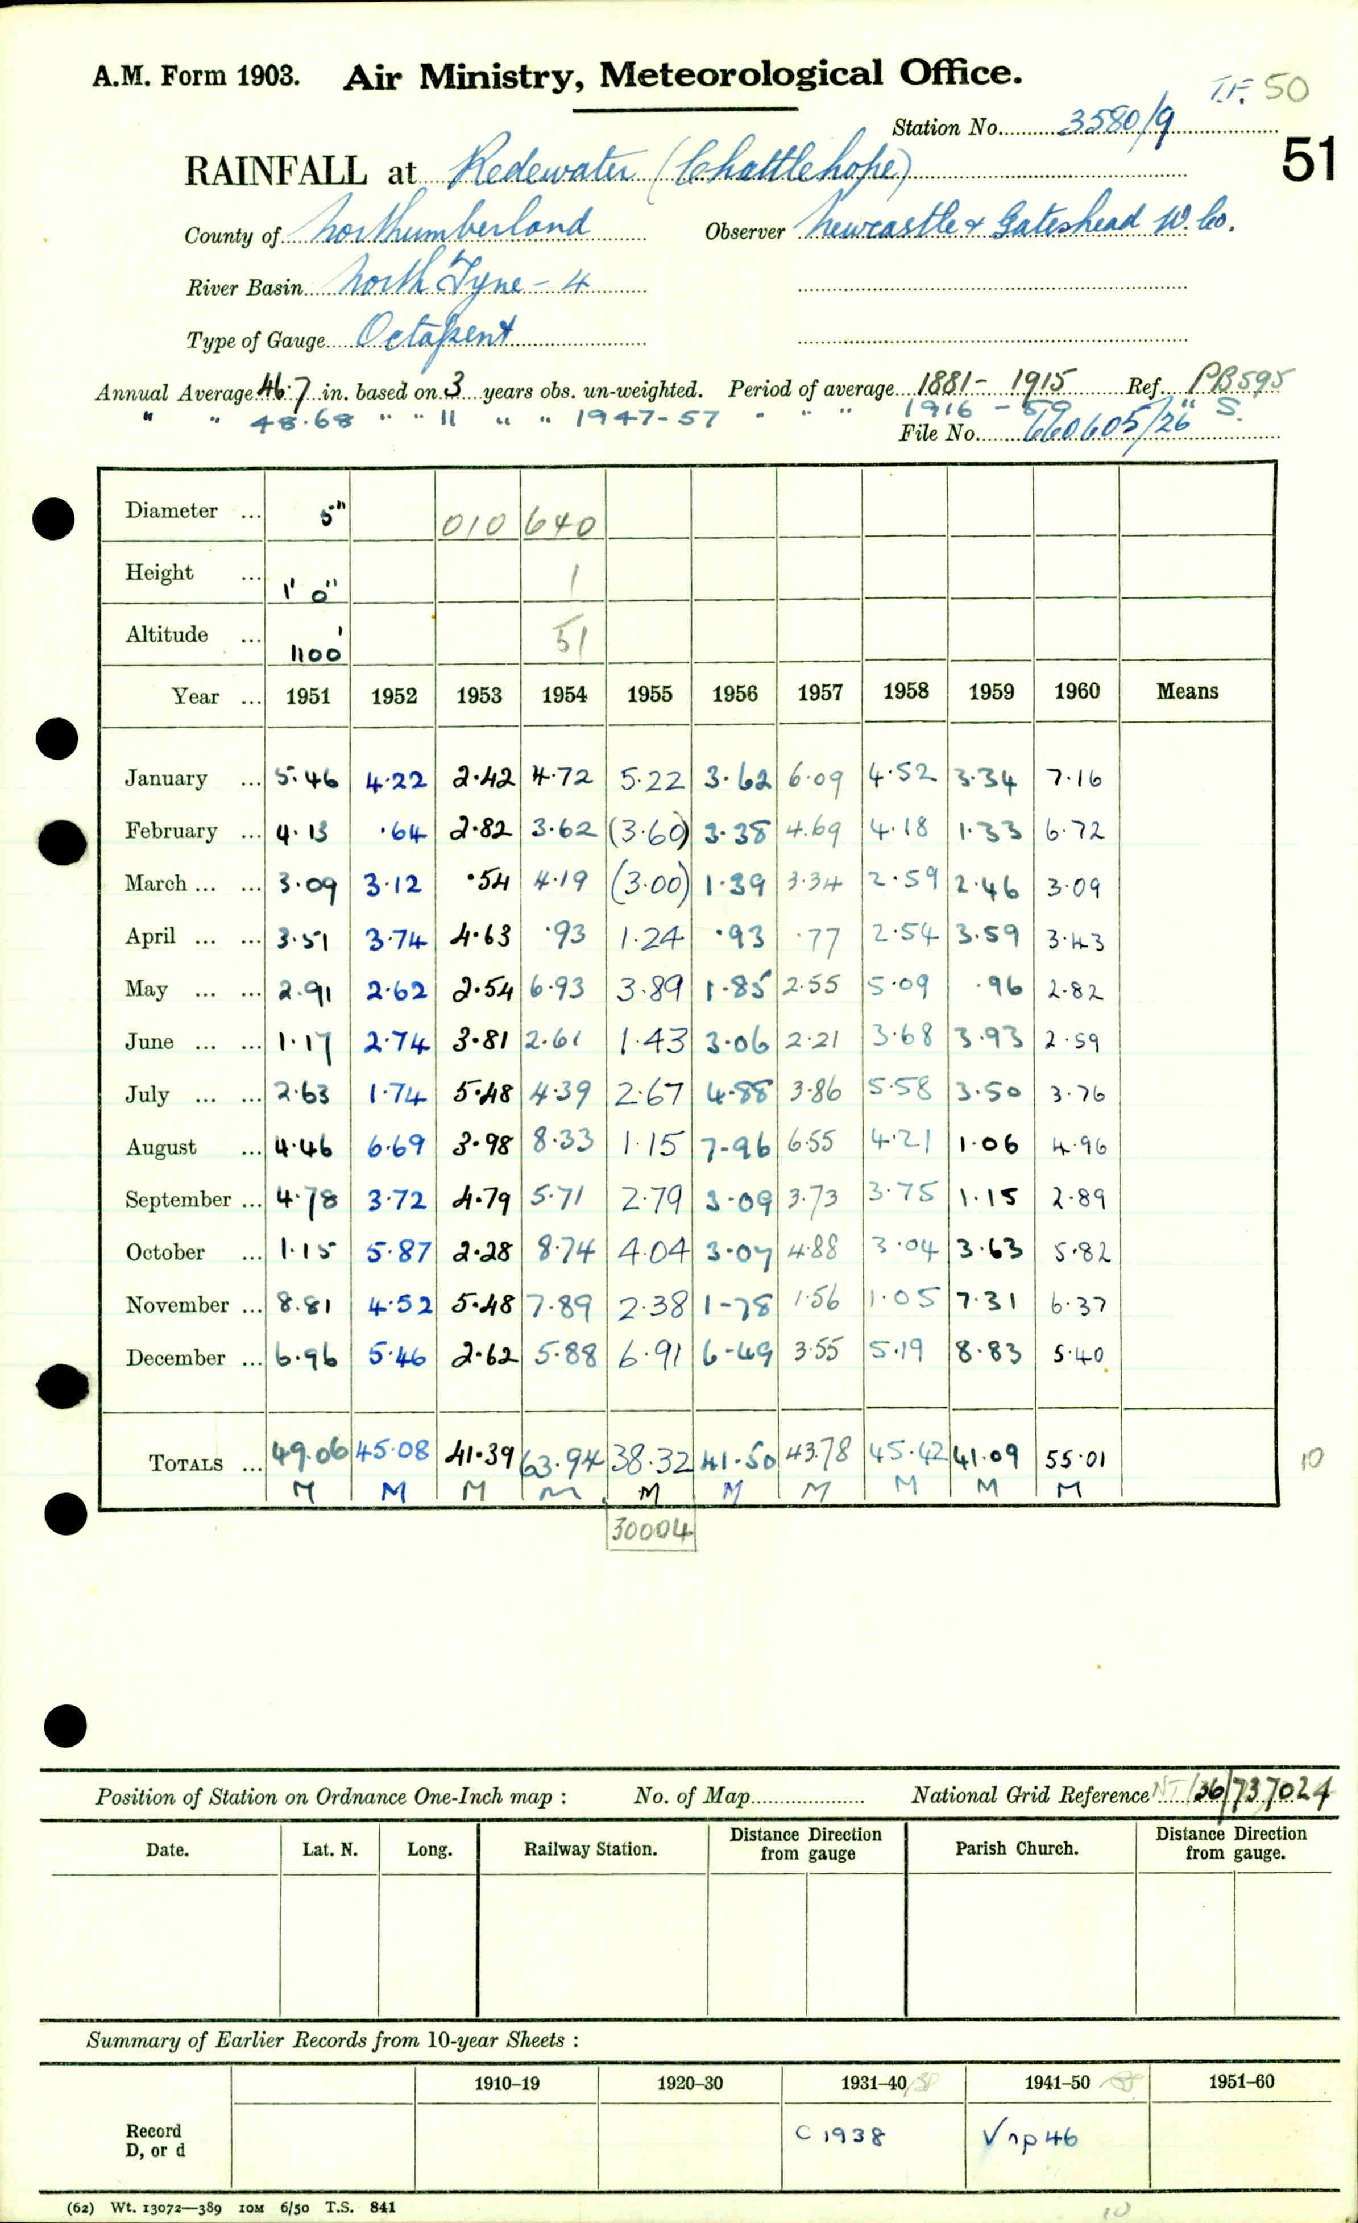 A.M. Form 1903. Air Ministry, Meteorological Office.
T.F. 50
Station No. 3580/9
51
RAINFALL at Redewater (Chattlehope)
County of Northumberland Observer Newcastle & Gateshead W. Co.
River Basin North Tyne - 4
Type of Gauge Octapent
Annual Average 46.7 in. based on 3 years obs. un-weighted. Period of average 1881- 1915 Ref. PB595
" " 48.68 " " 11 " " 1947-57 " " " 1916 - 50 " S.
File No. 660605/26
Diameter ... 5" 010 640
Height ... 1' 0" 1
Altitude ... 1100' 51
Year ... 1951 1952 1953 1954 1955 1956 1957 1958 1959 1960 Means
January ... 5.46 4.22 2.42 4.72 5.22 3.62 6.09 4.52 3.34 7.16
February ... 4.13 .64 2.82 3.62 (3.60) 3.38 4.69 4.18 1.33 6.72
March ... ... 3.09 3.12 .54 4.19 (3.00) 1.39 3.34 2.59 2.46 3.09
April ... ... 3.51 3.74 4.63 .93 1.24 .93 .77 2.54 3.59 3.43
May ... ... 2.91 2.62 2.54 6.93 3.89 1.85 2.55 5.09 .96 2.82
June ... ... 1.17 2.74 3.81 2.61 1.43 3.06 2.21 3.68 3.93 2.59
July ... ... 2.63 1.74 5.48 4.39 2.67 4.88 3.86 5.58 3.50 3.76
August ... 4.46 6.69 3.98 8.33 1.15 7.96 6.55 4.21 1.06 4.96
September ... 4.78 3.72 4.79 5.71 2.79 3.09 3.73 3.75 1.15 2.89
October ... 1.15 5.87 2.28 8.74 4.04 3.07 4.88 3.04 3.63 5.82
November ... 8.81 4.52 5.48 7.89 2.38 1.78 1.56 1.05 7.31 6.37
December ... 6.96 5.46 2.62 5.88 6.91 6.49 3.55 5.19 8.83 5.40
TOTALS ... 49.06 45.08 41.39 63.94 38.32 41.50 43.78 45.42 41.09 55.01
10
M M M M M M M M M M
30004
Position of Station on Ordnance One-Inch map : No. of Map National Grid Reference NT/36/737024
Date. Lat. N. Long. Railway Station. Distance from gauge Direction Parish Church. Distance from gauge. Direction
Summary of Earlier Records from 10-year Sheets :
1910–19 1920–30 1931–40 1941–50 1951–60
Record D, or d C 1938 V np 46
(62) Wt. 13072—389 10M 6/50 T.S. 841
10